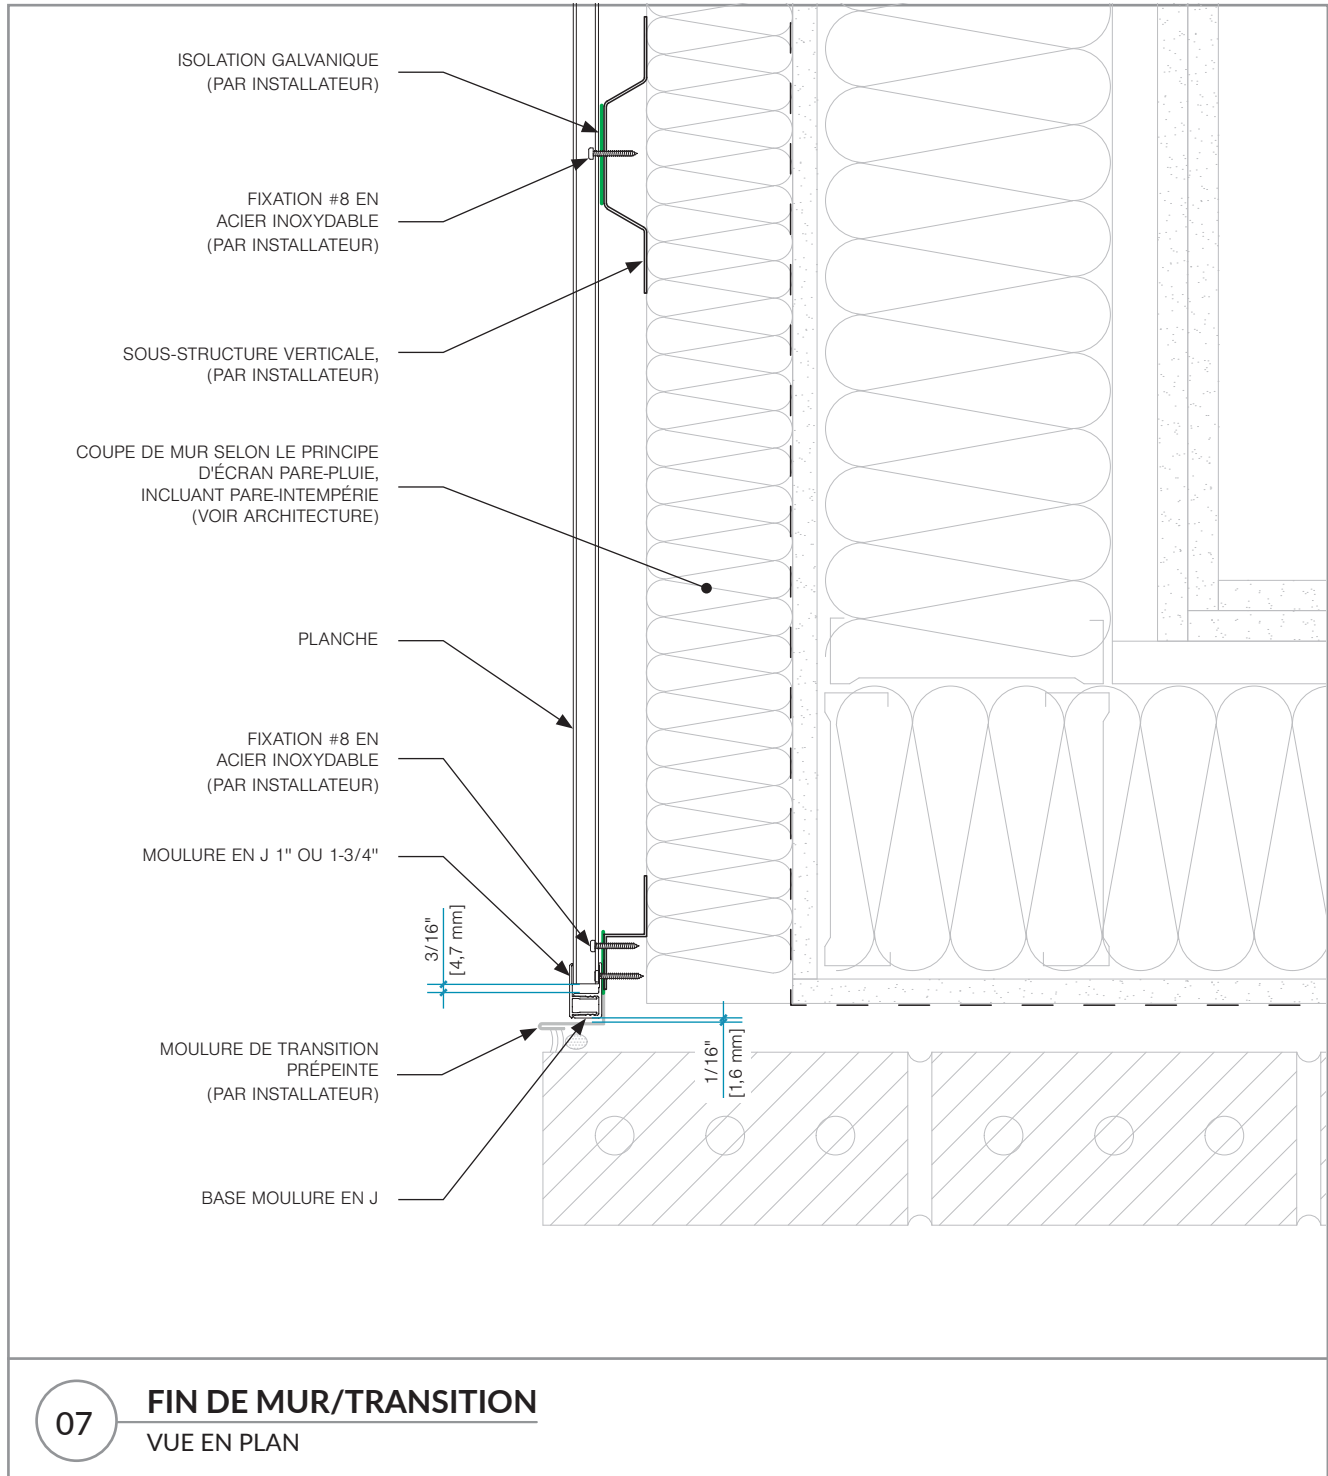 ISOLATION GALVANIQUE
(PAR INSTALLATEUR)
FIXATION #8 EN
ACIER INOXYDABLE
(PAR INSTALLATEUR)
SOUS-STRUCTURE VERTICALE,
(PAR INSTALLATEUR)
COUPE DE MUR SELON LE PRINCIPE
D'ÉCRAN PARE-PLUIE,
INCLUANT PARE-INTEMPÉRIE
(VOIR ARCHITECTURE)
PLANCHE
FIXATION #8 EN
ACIER INOXYDABLE
(PAR INSTALLATEUR)
MOULURE EN J 1" OU 1-3/4"
3/16"
[4,7 mm]
MOULURE DE TRANSITION
PRÉPEINTE
(PAR INSTALLATEUR)
1/16"
[1,6 mm]
BASE MOULURE EN J
07
FIN DE MUR/TRANSITION
VUE EN PLAN